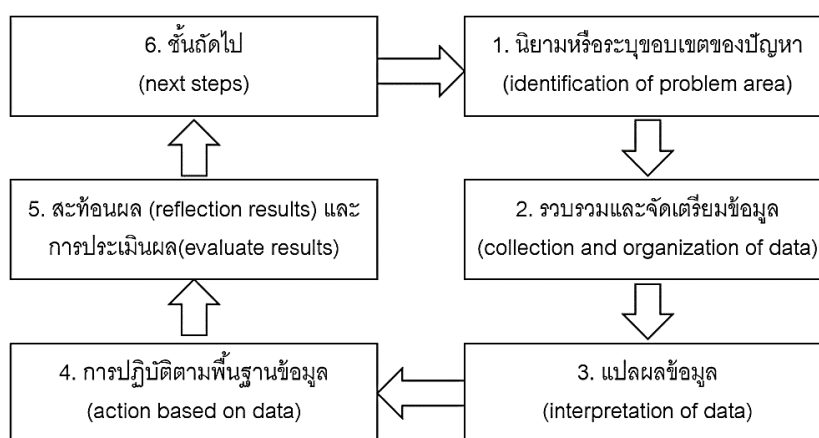 6. ชั้นถัดไป
(next steps)
1. นิยามหรือระบุขอบเขตของปัญหา
(identification of problem area)
5. สะท้อนผล (reflection results) และ
การประเมินผล(evaluate results)
2. รวบรวมและจัดเตรียมข้อมูล
(collection and organization of data)
4. การปฏิบัติตามพื้นฐานข้อมูล
(action based on data)
3. แปลผลข้อมูล
(interpretation of data)